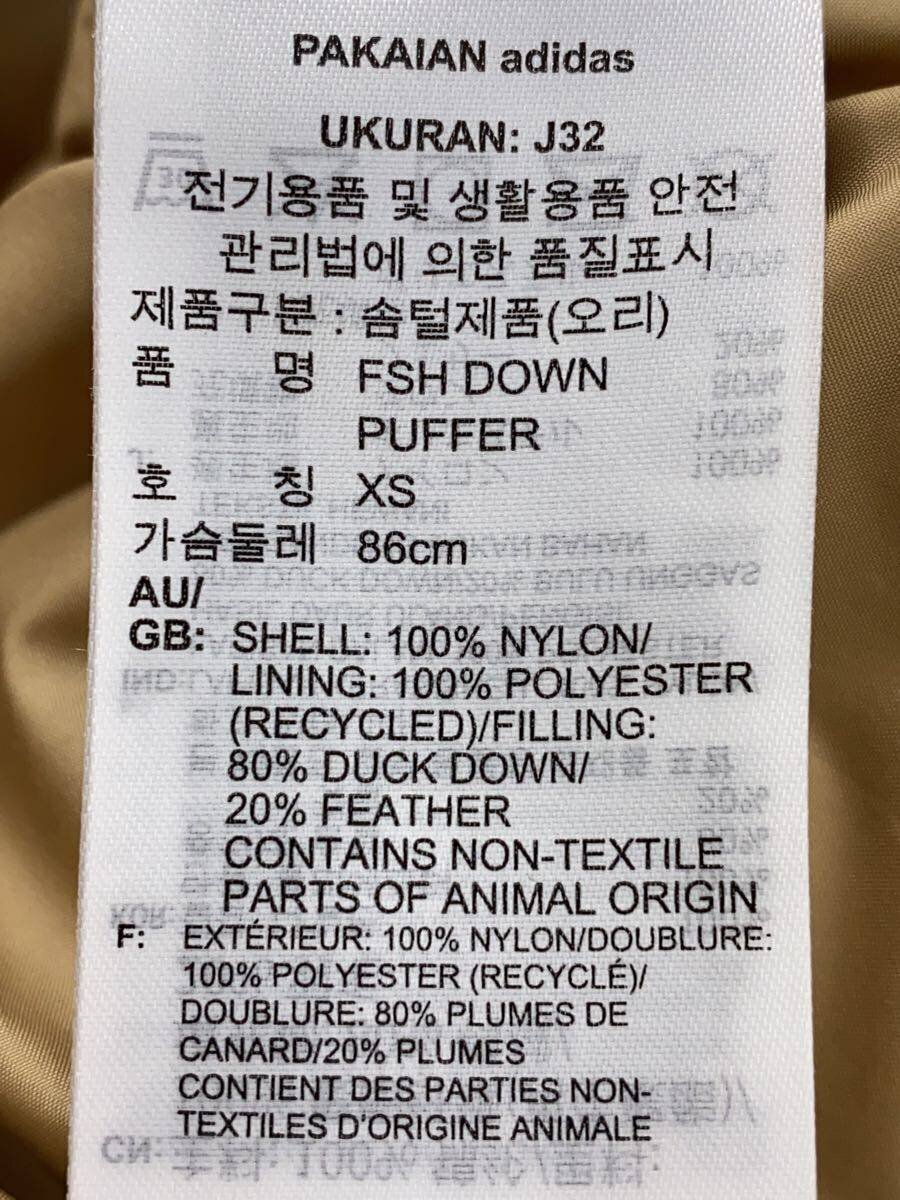 PAKAIAN adidas
UKURAN: J32
전기용품 및 생활용품 안전
관리법에 의한 품질표시
제품구분 : 솜털제품(오리)
품 명 FSH DOWN
PUFFER
호 칭 XS
가슴둘레 86cm
AU/
GB: SHELL: 100% NYLON/
LINING: 100% POLYESTER
(RECYCLED)/FILLING:
80% DUCK DOWN/
20% FEATHER
CONTAINS NON-TEXTILE
PARTS OF ANIMAL ORIGIN
F: EXTÉRIEUR: 100% NYLON/DOUBLURE:
100% POLYESTER (RECYCLÉ)/
DOUBLURE: 80% PLUMES DE
CANARD/20% PLUMES
CONTIENT DES PARTIES NON-
TEXTILES D'ORIGINE ANIMALE